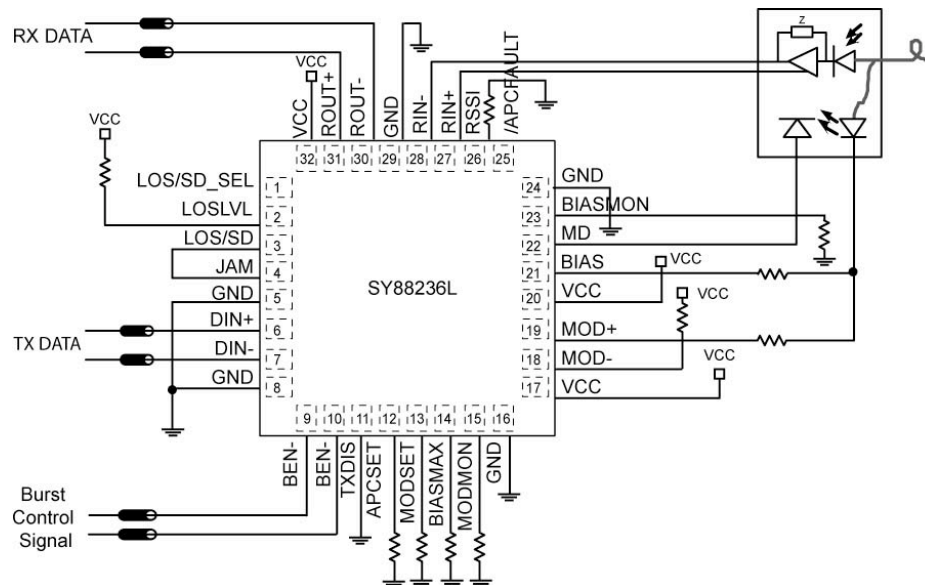 RX DATA
VCC
VCC
ROUT+
ROUT-
GND
RIN-
RIN+
RSSI
/APCFAULT
Z
VCC
32
31
30
29
28
27
26
25
LOS/SD_SEL
1
LOSLVL
2
LOS/SD
3
JAM
4
GND
5
DIN+
6
TX DATA
DIN-
7
GND
8
SY88236L
24
GND
23
BIASMON
22
MD
21
BIAS
VCC
20
VCC
VCC
19
MOD+
18
MOD-
VCC
17
VCC
9
10
11
12
13
14
15
16
BEN-
BEN-
TXDIS
APCSET
MODSET
BIASMAX
MODMON
GND
Burst
Control
Signal